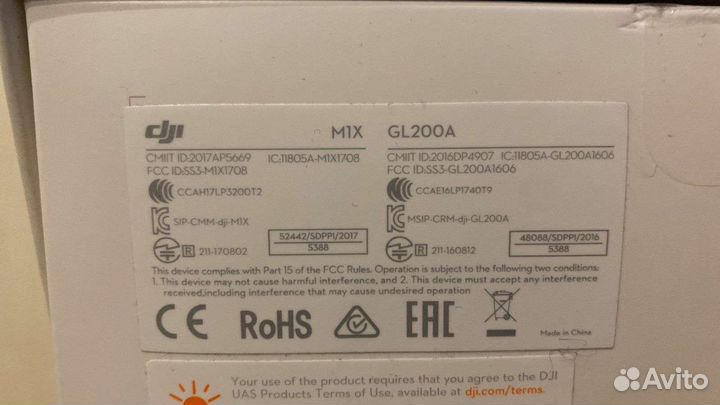 dji M1X GL200A
CMIIT ID:2017AP5669 IC:11805A-M1X1708 CMIIT ID:2016DP4907 IC:11805A-GL200A1606
FCC ID:SS3-M1X1708 FCC ID:SS3-GL200A1606
CCAH17LP3200T2 CCAE16LP1740T9
SIP-CMM-dji-M1X MSIP-CRM-dji-GL200A
R 211-170802 52442/SDPPI/2017 R 211-160812 48088/SDPPI/2016
5388 5388
This device complies with Part 15 of the FCC Rules. Operation is subject to the following two conditions:
1. This device may not cause harmful interference, and 2. This device must accept any interference
received,including interference that may cause undesired operation
CE RoHS EAC Made in China
Your use of the product requires that you agree to the DJI
UAS Products Terms of Use, available at dji.com/terms.
Avito